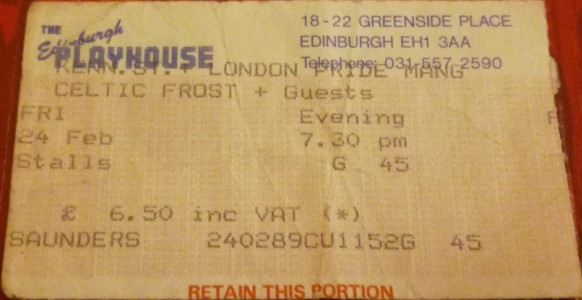 THE
Edinburgh
PLAYHOUSE
18-22 GREENSIDE PLACE
EDINBURGH EH1 3AA
Telephone: 031-557 2590
KENN.ST.+ LONDON PRIDE MANG
CELTIC FROST + Guests
FRI Evening F
24 Feb 7.30 pm
Stalls G 45
£ 6.50 inc VAT (*)
SAUNDERS 240289CU1152G 45
RETAIN THIS PORTION